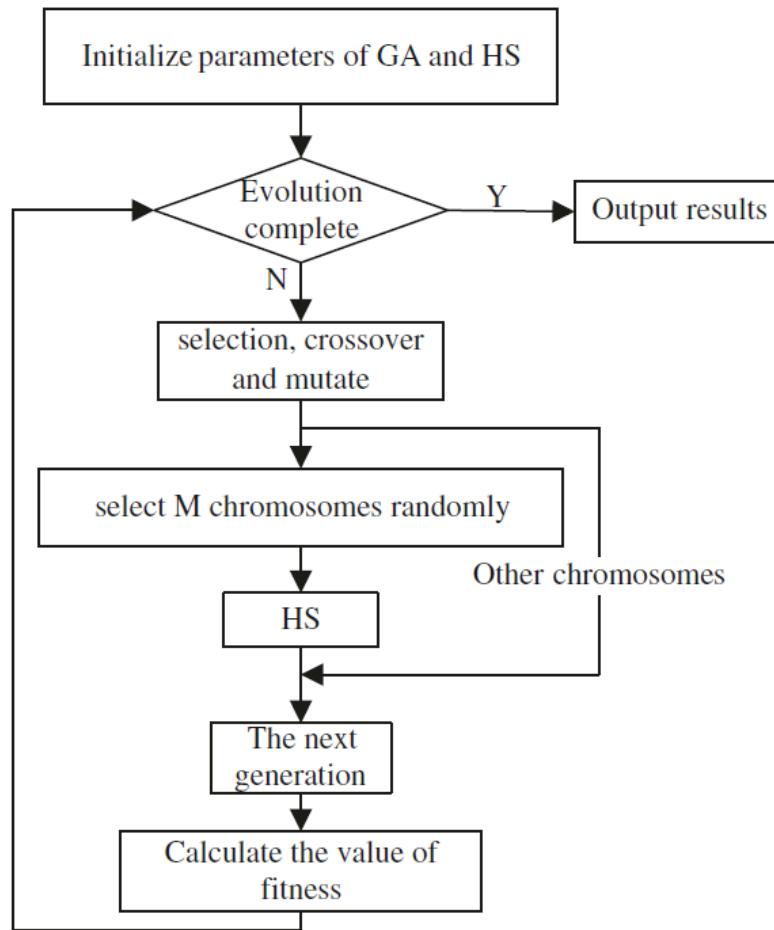 Initialize parameters of GA and HS
Evolution
complete
Y
Output results
N
selection, crossover
and mutate
select M chromosomes randomly
Other chromosomes
HS
The next
generation
Calculate the value of
fitness